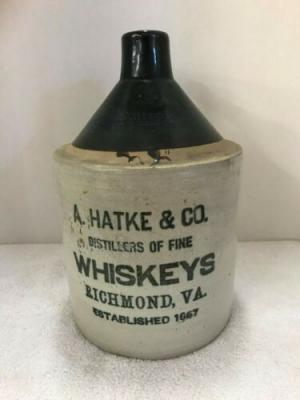 A. HATKE & CO.
DISTILLERS OF FINE
WHISKEYS
RICHMOND, VA.
ESTABLISHED 1867